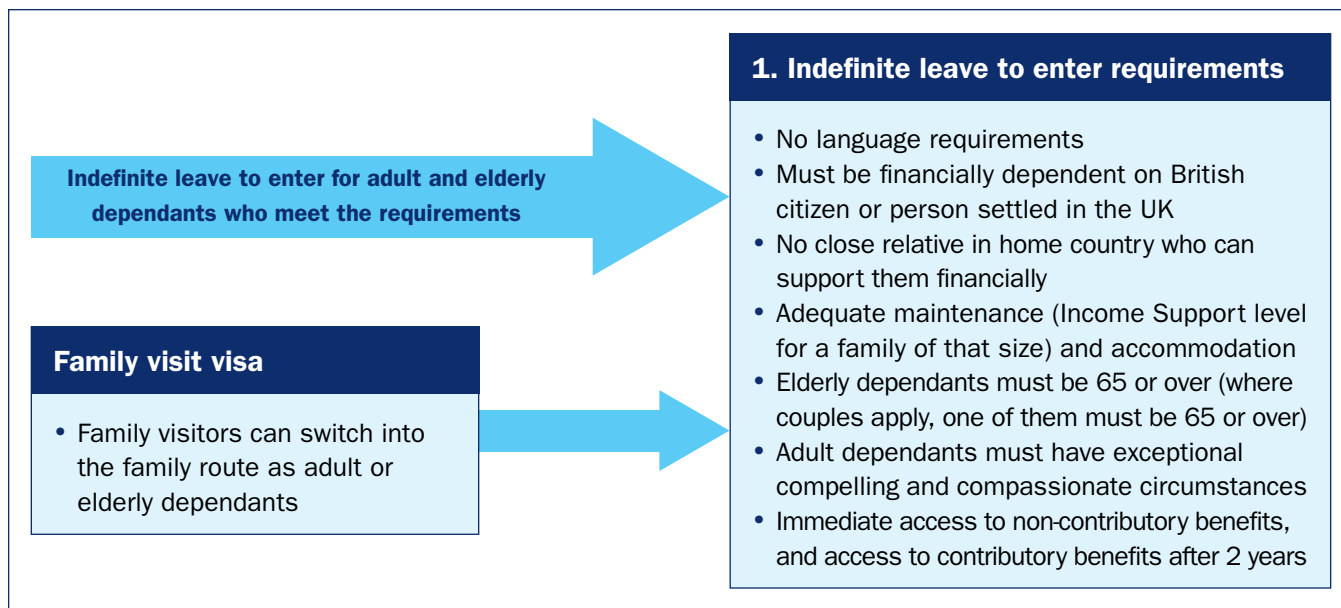 Indefinite leave to enter for adult and elderly
dependants who meet the requirements
Family visit visa
• Family visitors can switch into
the family route as adult or
elderly dependants
1. Indefinite leave to enter requirements
• No language requirements
• Must be financially dependent on British
citizen or person settled in the UK
• No close relative in home country who can
support them financially
• Adequate maintenance (Income Support level
for a family of that size) and accommodation
• Elderly dependants must be 65 or over (where
couples apply, one of them must be 65 or over)
• Adult dependants must have exceptional
compelling and compassionate circumstances
• Immediate access to non-contributory benefits,
and access to contributory benefits after 2 years